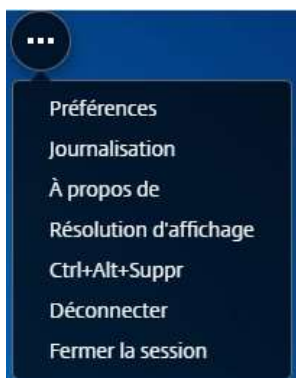 Préférences
Journalisation
À propos de
Résolution d'affichage
Ctrl+Alt+Suppr
Déconnecter
Fermer la session